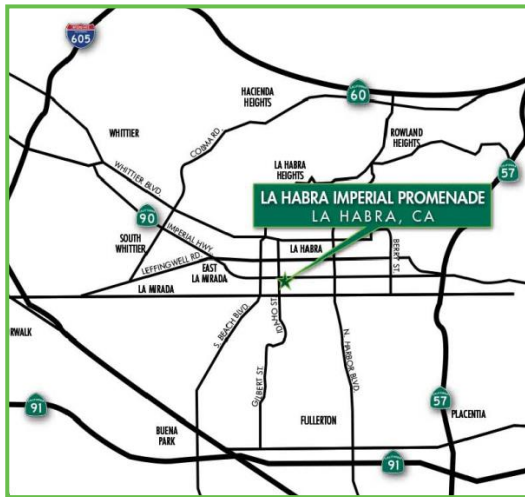 605
HACIENDA
HEIGHTS
60
WHITTIER
COLIMA RD
ROWLAND
HEIGHTS
57
WHITTIER BLVD
LA HABRA
HEIGHTS
LA HABRA IMPERIAL PROMENADE
LA HABRA, CA
90
IMPERIAL HWY
SOUTH
WHITTIER
LA HABRA
BERRY ST.
LEFFINGWELL RD
EAST
LA MIRADA
LA MIRADA
IDAHO ST
RWALK
S. BEACH BLVD.
N. HARBOR BLVD.
GILBERT ST.
91
57
PLACENTIA
FULLERTON
BUENA
PARK
91